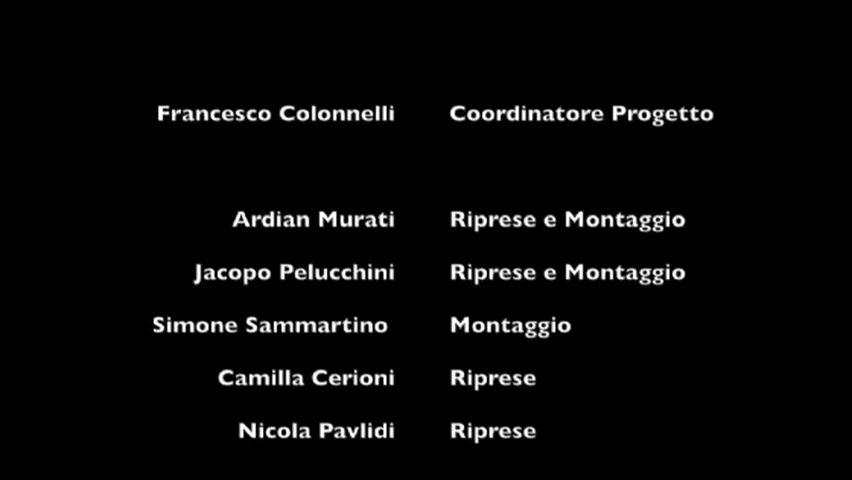 Francesco Colonnelli Coordinatore Progetto
Ardian Murati Riprese e Montaggio
Jacopo Pelucchini Riprese e Montaggio
Simone Sammartino Montaggio
Camilla Cerioni Riprese
Nicola Pavlidi Riprese